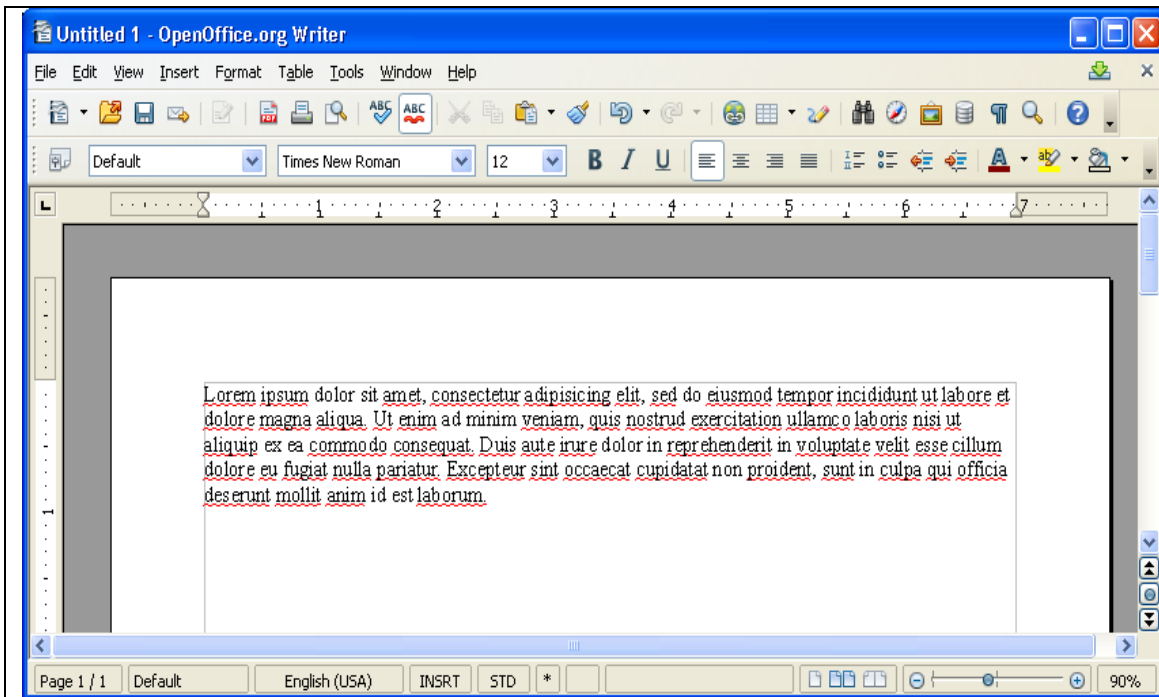 Untitled 1 - OpenOffice.org Writer
File Edit View Insert Format Table Tools Window Help
PDF ABC ABC
Default Times New Roman 12 B I U A ab
1 2 3 4 5 6 7
Lorem ipsum dolor sit amet, consectetur adipisicing elit, sed do eiusmod tempor incididunt ut labore et
dolore magna aliqua. Ut enim ad minim veniam, quis nostrud exercitation ullamco laboris nisi ut
aliquip ex ea commodo consequat. Duis aute irure dolor in reprehenderit in voluptate velit esse cillum
dolore eu fugiat nulla pariatur. Excepteur sint occaecat cupidatat non proident, sunt in culpa qui officia
deserunt mollit anim id est laborum.
1
Page 1 / 1 Default English (USA) INSRT STD * 90%